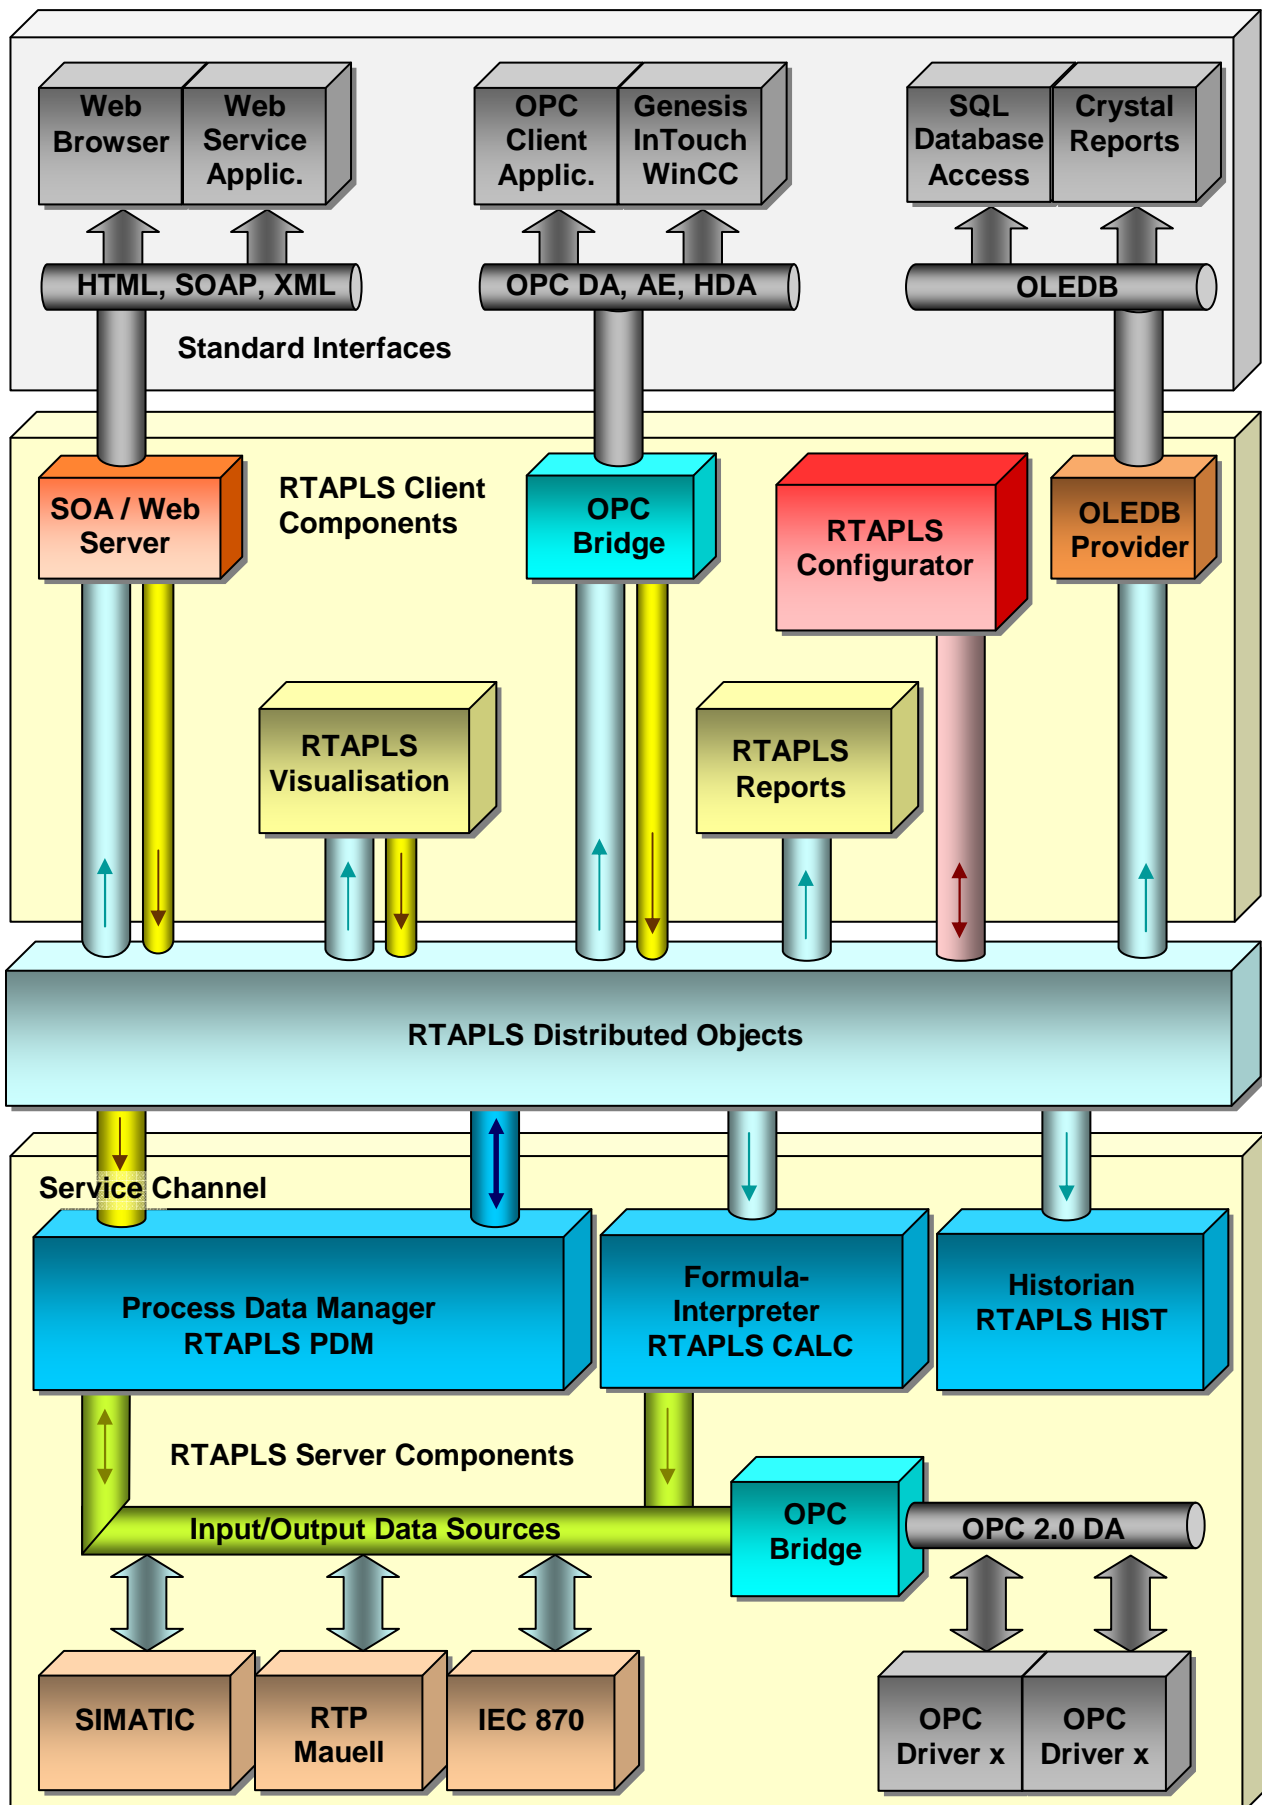 Web
Browser
Web
Service
Applic.
OPC
Client
Applic.
Genesis
InTouch
WinCC
SQL
Database
Access
Crystal
Reports
HTML, SOAP, XML
OPC DA, AE, HDA
OLEDB
Standard Interfaces
SOA / Web
Server
RTAPLS Client
Components
OPC
Bridge
RTAPLS
Configurator
OLEDB
Provider
RTAPLS
Visualisation
RTAPLS
Reports
RTAPLS Distributed Objects
Service Channel
Process Data Manager
RTAPLS PDM
Formula-
Interpreter
RTAPLS CALC
Historian
RTAPLS HIST
RTAPLS Server Components
Input/Output Data Sources
OPC
Bridge
OPC 2.0 DA
SIMATIC
RTP
Mauell
IEC 870
OPC
Driver x
OPC
Driver x